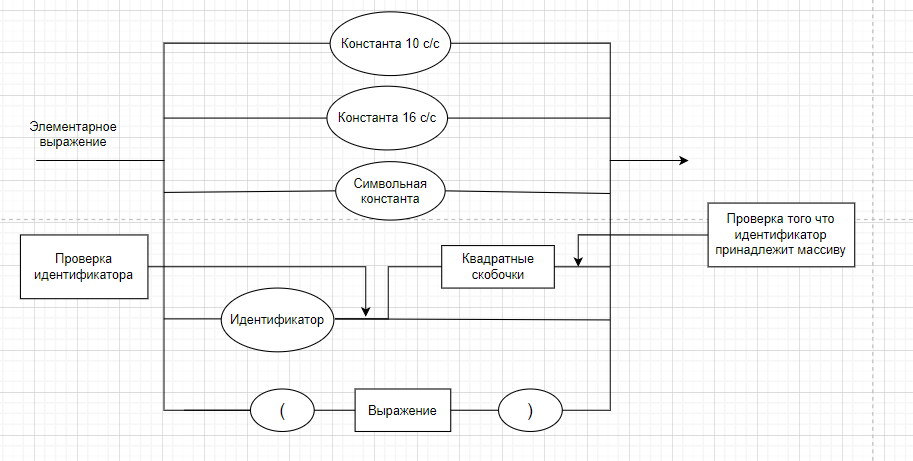 Константа 10 с/с
Константа 16 с/с
Элементарное
выражение
Символьная
константа
Проверка того что
идентификатор
принадлежит массиву
Проверка
идентификатора
Квадратные
скобочки
Идентификатор
(
Выражение
)